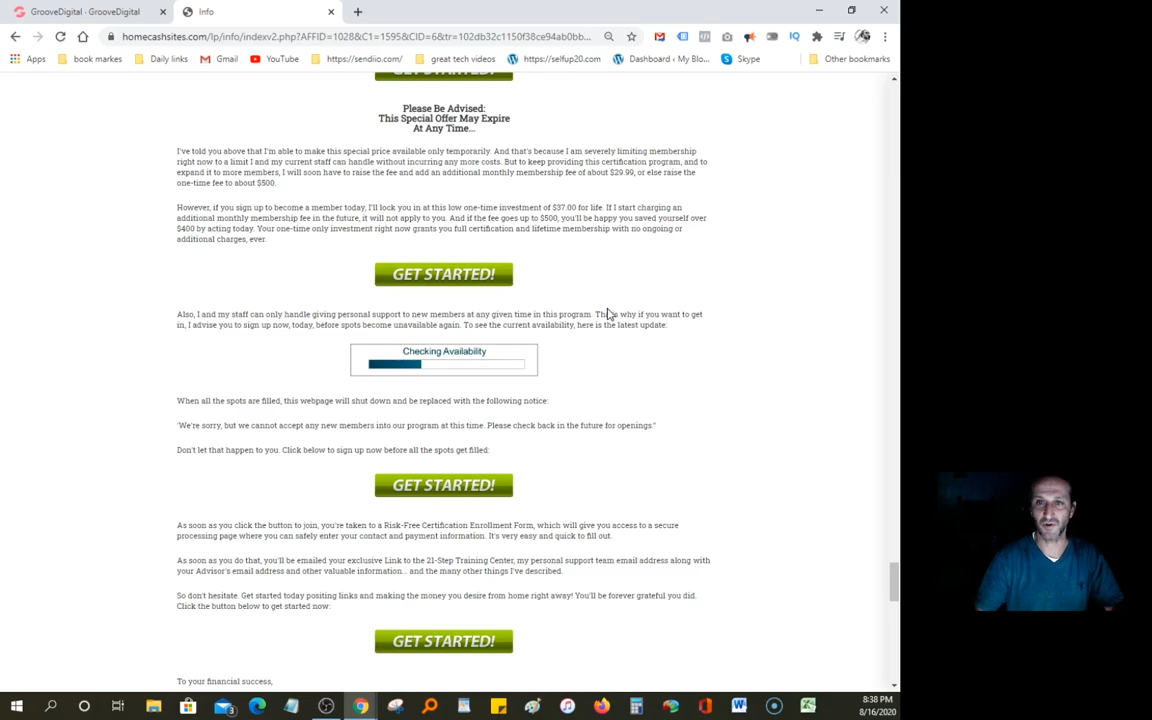 GrooveDigital - GrooveDigital
Info
homecashsites.com/lp/info/indexv2.php?AFFID=1028&C1=1595&CID=6&tr=102db32c1150f38ce94ab0bb...
Apps
book markes
Daily links
Gmail
YouTube
https://sendiio.com/
great tech videos
https://selfup20.com
Dashboard ‹ My Blo...
Skype
Other bookmarks
GET STARTED!
Please Be Advised:
This Special Offer May Expire
At Any Time...
I've told you above that I'm able to make this special price available only temporarily. And that's because I am severely limiting membership
right now to a limit I and my current staff can handle without incurring any more costs. But to keep providing this certification program, and to
expand it to more members, I will soon have to raise the fee and add an additional monthly membership fee of about $29.99, or else raise the
one-time fee to about $500.
However, if you sign up to become a member today, I'll lock you in at this low one-time investment of $37.00 for life. If I start charging an
additional monthly membership fee in the future, it will not apply to you. And if the fee goes up to $500, you'll be happy you saved yourself over
$400 by acting today. Your one-time only investment right now grants you full certification and lifetime membership with no ongoing or
additional charges, ever.
GET STARTED!
Also, I and my staff can only handle giving personal support to new members at any given time in this program. That's why if you want to get
in, I advise you to sign up now, today, before spots become unavailable again. To see the current availability, here is the latest update:
Checking Availability
When all the spots are filled, this webpage will shut down and be replaced with the following notice:
"We're sorry, but we cannot accept any new members into our program at this time. Please check back in the future for openings."
Don't let that happen to you. Click below to sign up now before all the spots get filled:
GET STARTED!
As soon as you click the button to join, you're taken to a Risk-Free Certification Enrollment Form, which will give you access to a secure
processing page where you can safely enter your contact and payment information. It's very easy and quick to fill out.
As soon as you do that, you'll be emailed your exclusive Link to the 21-Step Training Center, my personal support team email address along with
your Advisor's email address and other valuable information... and the many other things I've described.
So don't hesitate. Get started today positing links and making the money you desire from home right away! You'll be forever grateful you did.
Click the button below to get started now:
GET STARTED!
To your financial success,
8:38 PM
8/16/2020